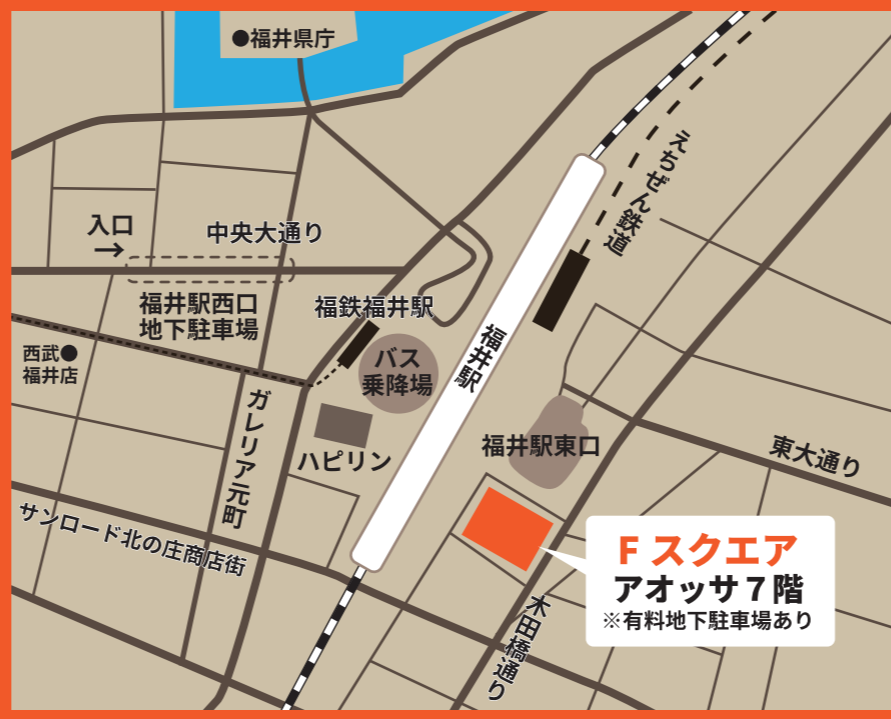 ●福井県庁
えちぜん鉄道
入口
→
中央大通り
福井駅西口
地下駐車場
福鉄福井駅
西武●
福井店
バス
乗降場
福井駅
ガレリア元町
ハピリン
福井駅東口
東大通り
サンロード北の庄商店街
F スクエア
アオッサ7階
※有料地下駐車場あり
木田橋通り